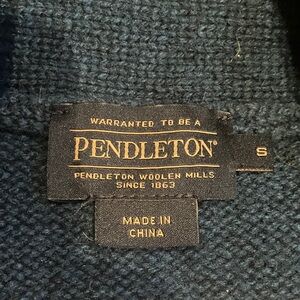 WARRANTED TO BE A
PENDLETON®
S
PENDLETON WOOLEN MILLS
SINCE 1863
MADE IN
CHINA